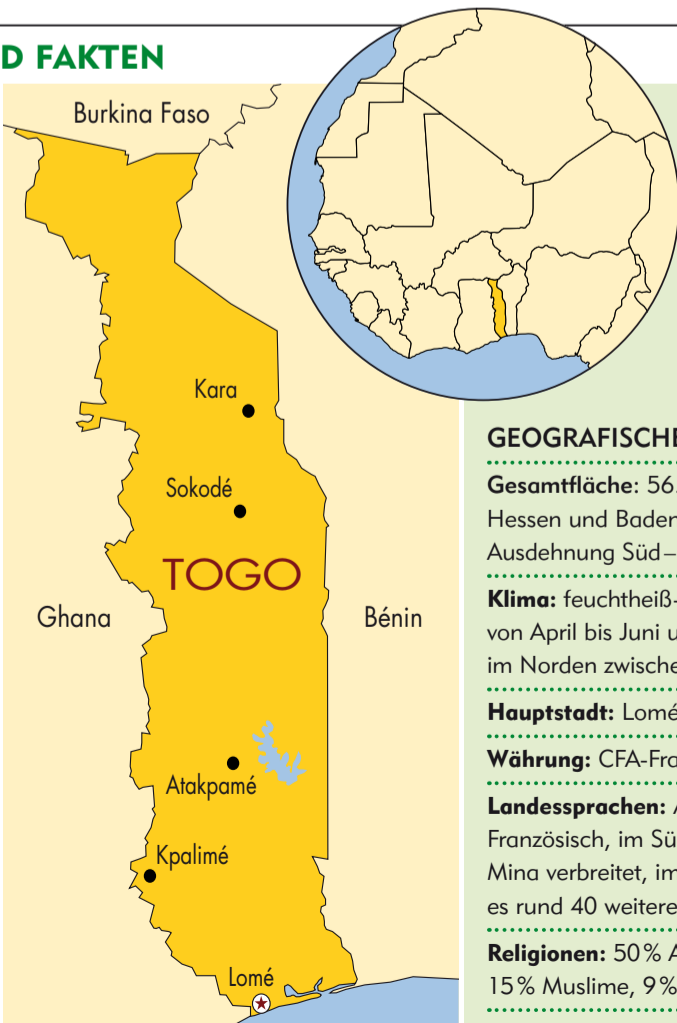 D FAKTEN
Burkina Faso
Kara
Sokodé
TOGO
Ghana
Bénin
Atakpamé
Kpalimé
Lomé
GEOGRAFISCHE
Gesamtfläche: 56.
Hessen und Baden
Ausdehnung Süd–
Klima: feuchtheiß-
von April bis Juni u
im Norden zwische
Hauptstadt: Lomé
Währung: CFA-Fra
Landessprachen: A
Französisch, im Sü
Mina verbreitet, im
es rund 40 weitere
Religionen: 50% A
15% Muslime, 9%